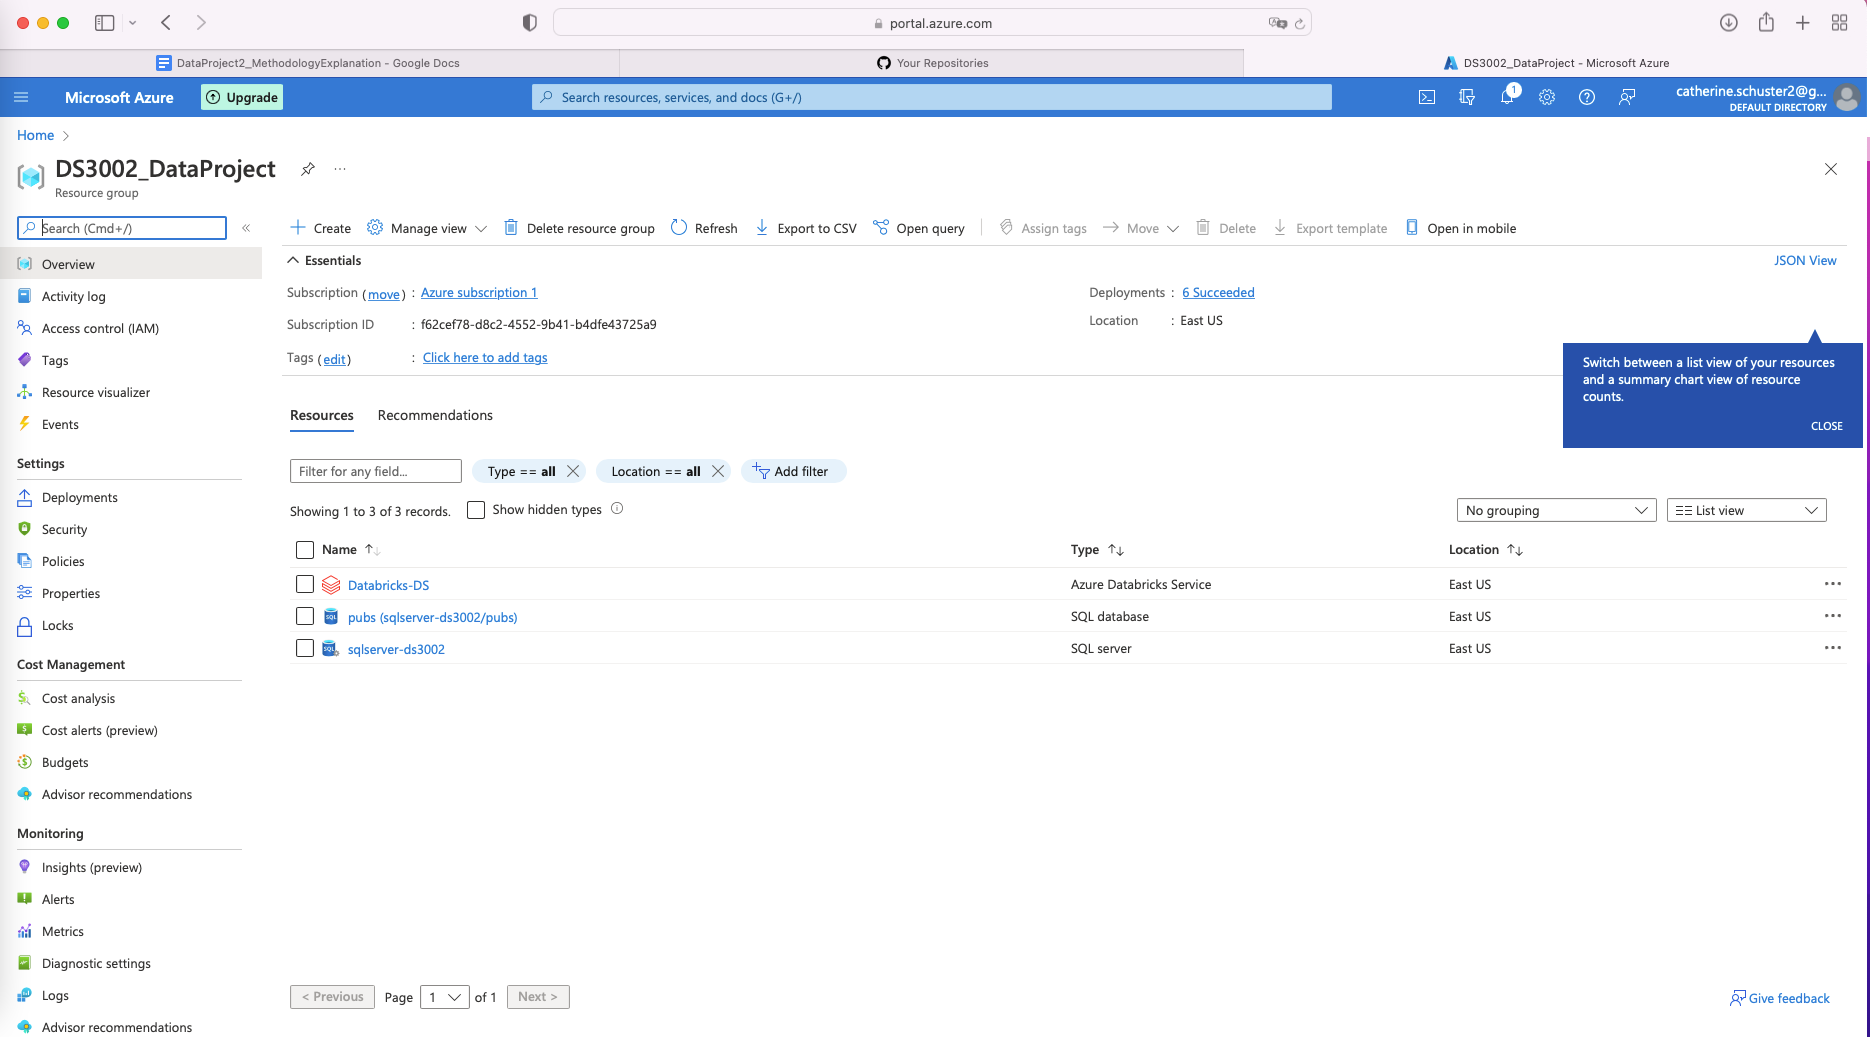 portal.azure.com
DataProject2_MethodologyExplanation - Google Docs
Your Repositories
DS3002_DataProject - Microsoft Azure
Microsoft Azure
Upgrade
Search resources, services, and docs (G+/)
1
catherine.schuster2@g...
DEFAULT DIRECTORY
Home
DS3002_DataProject
Resource group
Search (Cmd+/)
Overview
Activity log
Access control (IAM)
Tags
Resource visualizer
Events
Settings
Deployments
Security
Policies
Properties
Locks
Cost Management
Cost analysis
Cost alerts (preview)
Budgets
Advisor recommendations
Monitoring
Insights (preview)
Alerts
Metrics
Diagnostic settings
Logs
Advisor recommendations
Create Manage view Delete resource group Refresh Export to CSV Open query Assign tags Move Delete Export template Open in mobile
Essentials
JSON View
Subscription (move) : Azure subscription 1
Subscription ID : f62cef78-d8c2-4552-9b41-b4dfe43725a9
Tags (edit) : Click here to add tags
Deployments : 6 Succeeded
Location : East US
Switch between a list view of your resources
and a summary chart view of resource
counts.
CLOSE
Resources Recommendations
Filter for any field... Type == all Location == all Add filter
Showing 1 to 3 of 3 records. Show hidden types No grouping List view
Name Type Location
Databricks-DS Azure Databricks Service East US
SQL pubs (sqlserver-ds3002/pubs) SQL database East US
SQL sqlserver-ds3002 SQL server East US
< Previous Page 1 of 1 Next >
Give feedback